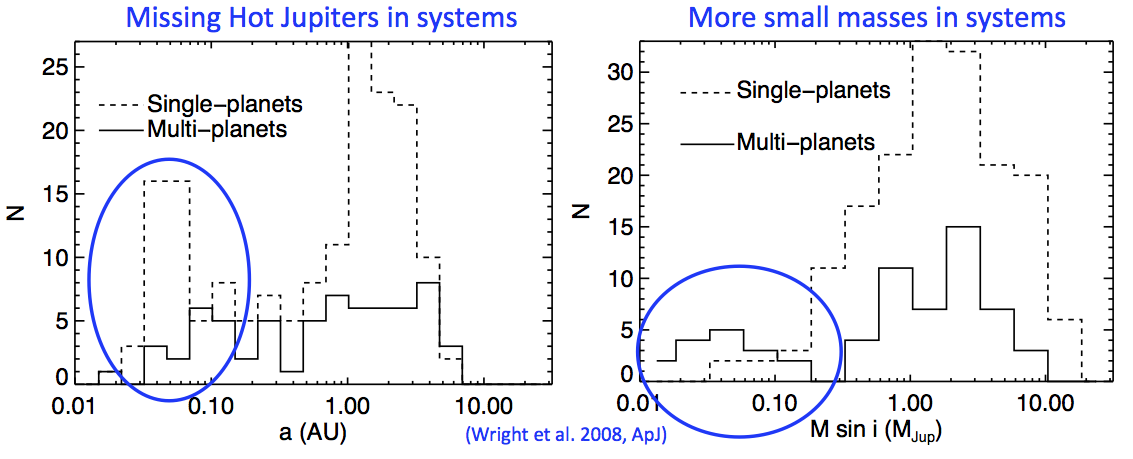 Missing Hot Jupiters in systems
More small masses in systems
25
20
15
10
5
0
N
Single−planets
Multi−planets
0.01
0.10
1.00
10.00
a (AU)
30
25
20
15
10
5
0
N
Single−planets
Multi−planets
0.01
0.10
1.00
10.00
M sin i (MJup)
(Wright et al. 2008, ApJ)